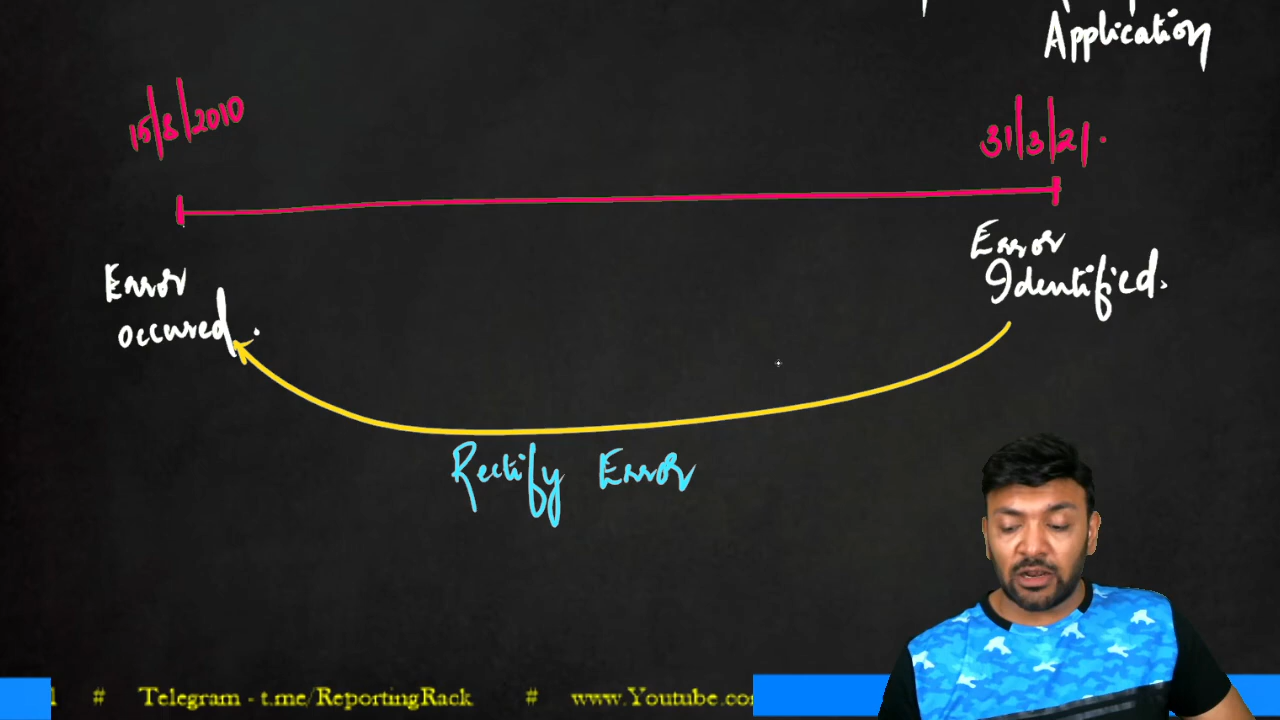 Application
15/8/2010
31/3/21.
Error
occured.
Error
Identified.
Rectify Error
# Telegram - t.me/ReportingRack # www.Youtube.co